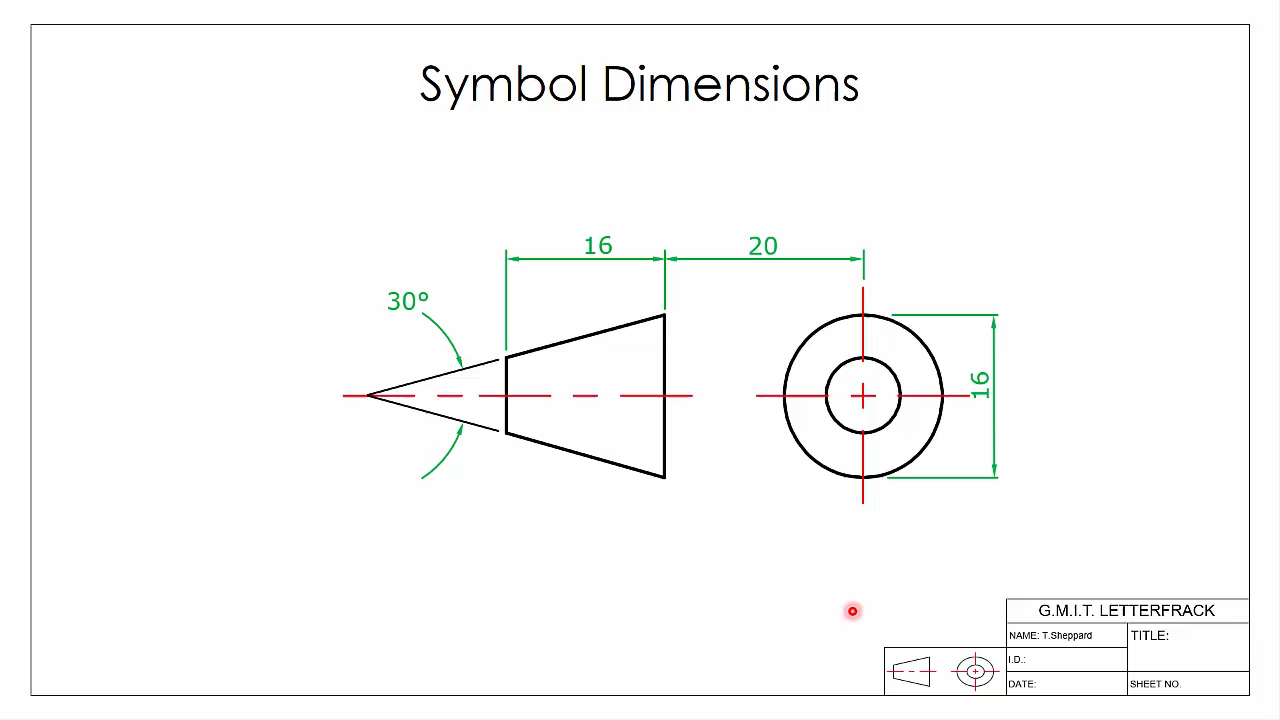 Symbol Dimensions
16
20
30°
16
G.M.I.T. LETTERFRACK
NAME: T.Sheppard
TITLE:
I.D.:
DATE:
SHEET NO.